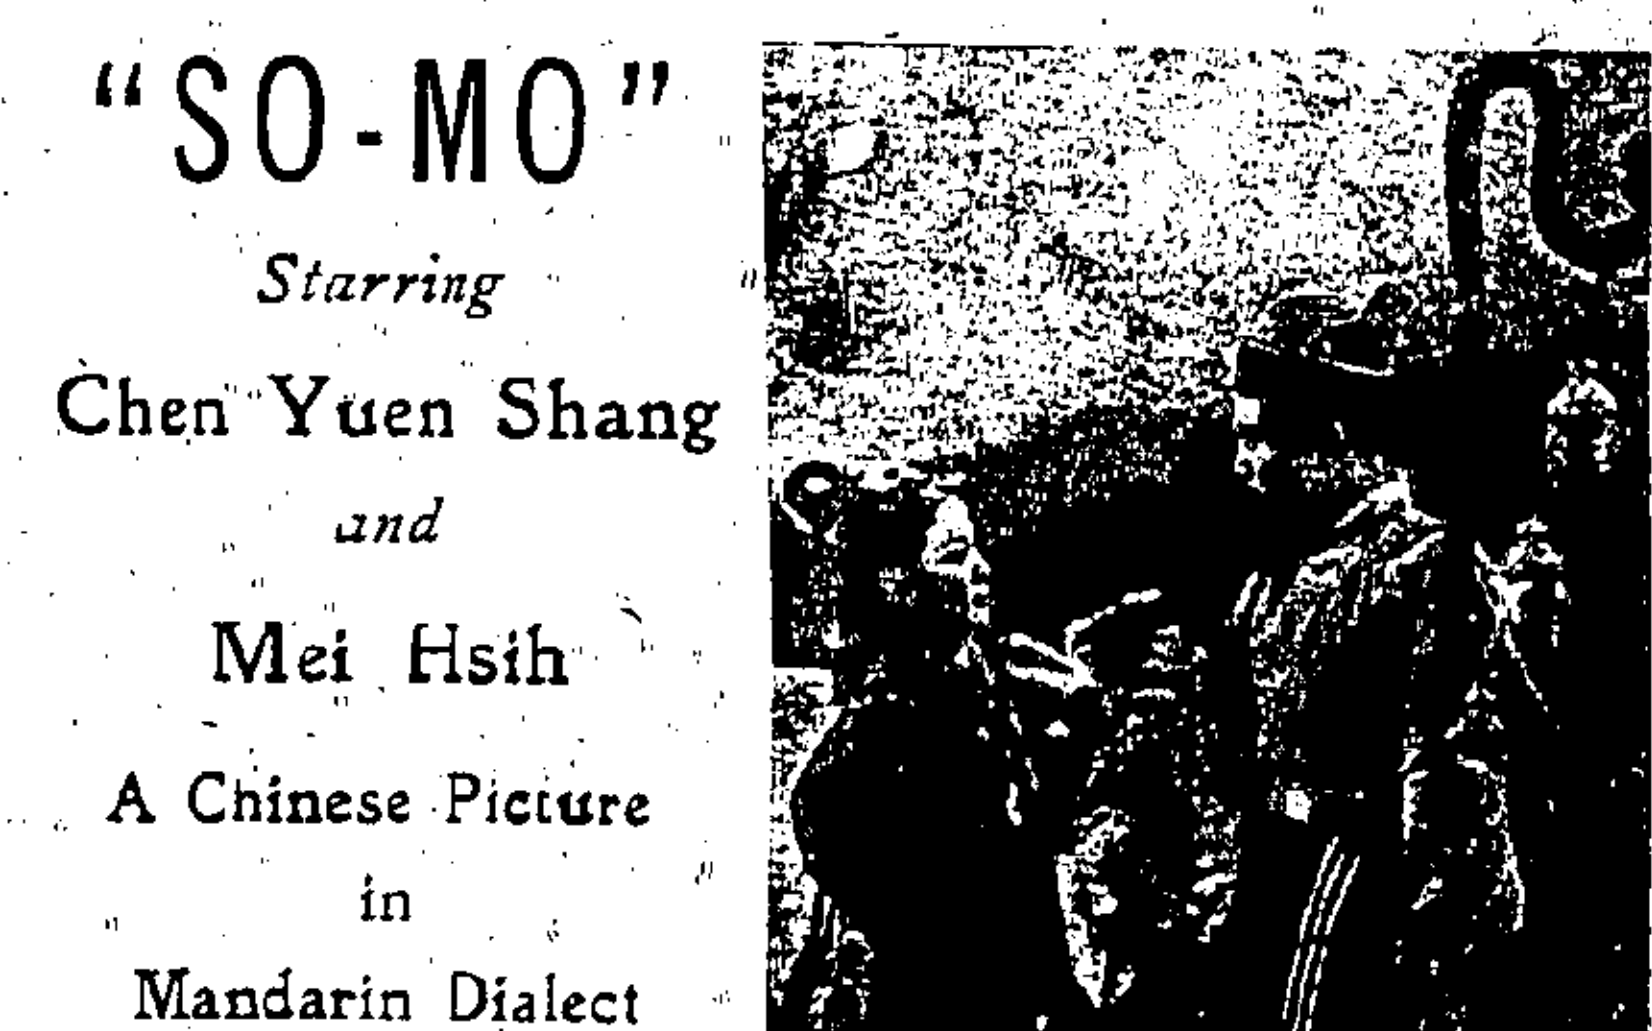 "SO-MO"
Starring
Chen Yuen Shang
and
Mei Hsih
A Chinese Picture
in
Mandarin Dialect